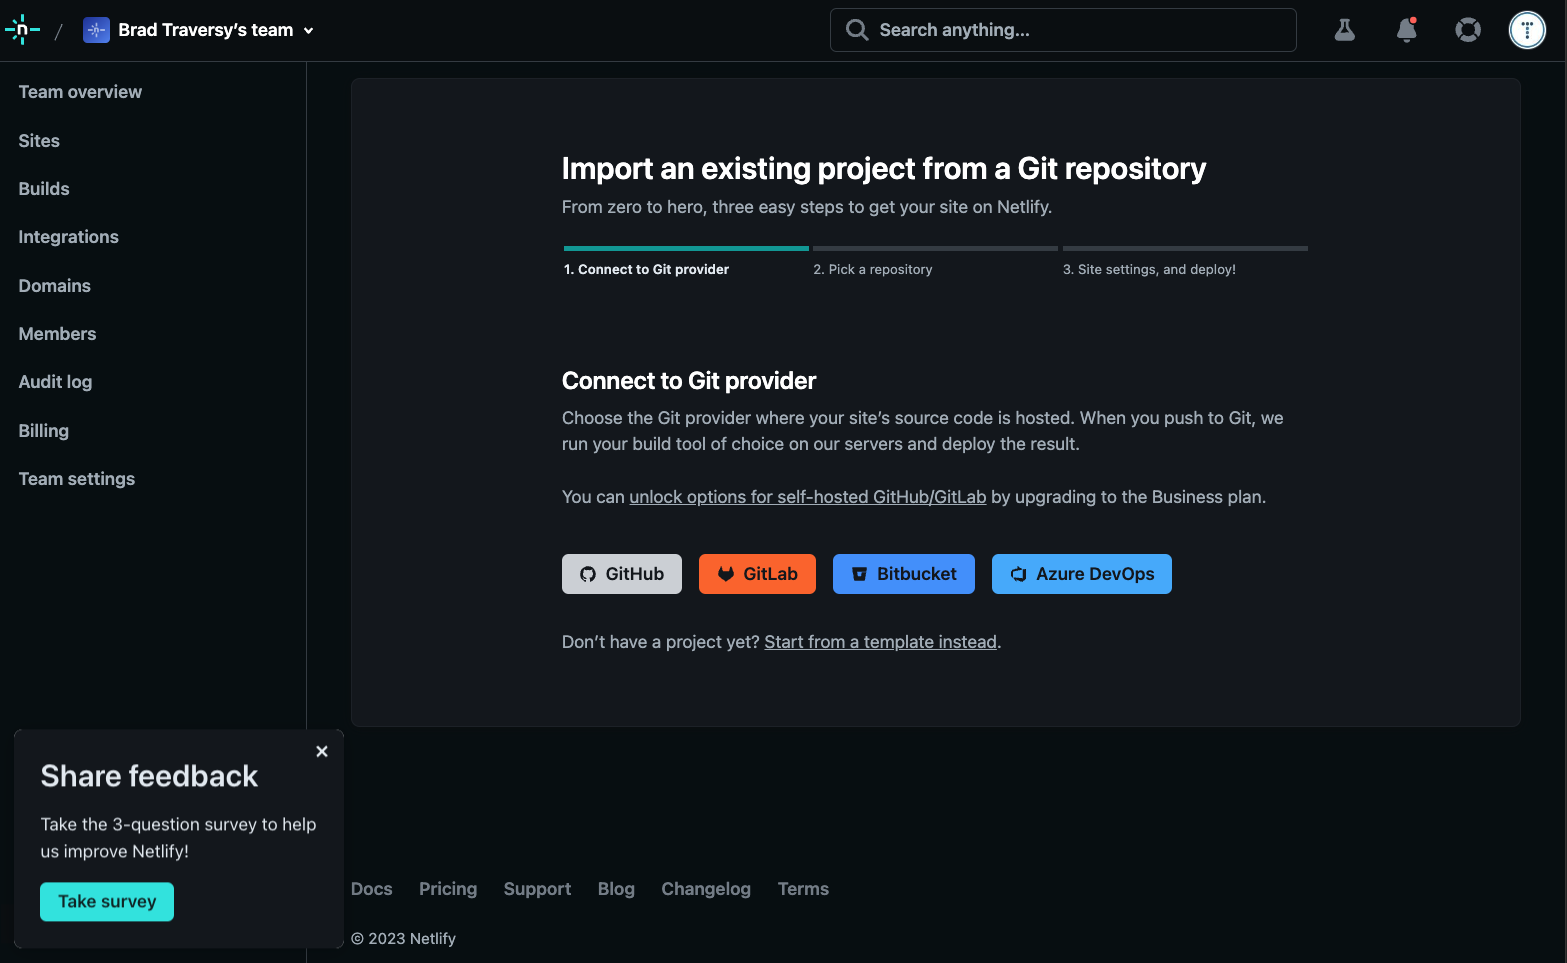 n / Brad Traversy’s team
Search anything...
Team overview
Sites
Builds
Integrations
Domains
Members
Audit log
Billing
Team settings
Import an existing project from a Git repository
From zero to hero, three easy steps to get your site on Netlify.
1. Connect to Git provider
2. Pick a repository
3. Site settings, and deploy!
Connect to Git provider
Choose the Git provider where your site’s source code is hosted. When you push to Git, we
run your build tool of choice on our servers and deploy the result.
You can unlock options for self-hosted GitHub/GitLab by upgrading to the Business plan.
GitHub
GitLab
Bitbucket
Azure DevOps
Don’t have a project yet? Start from a template instead.
Share feedback
Take the 3-question survey to help
us improve Netlify!
Take survey
Docs Pricing Support Blog Changelog Terms
© 2023 Netlify